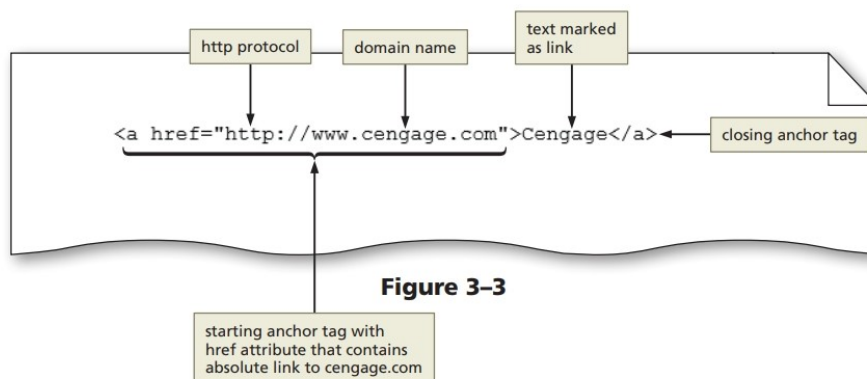 http protocol
domain name
text marked
as link
<a href="http://www.cengage.com">Cengage</a>
closing anchor tag
Figure 3–3
starting anchor tag with
href attribute that contains
absolute link to cengage.com